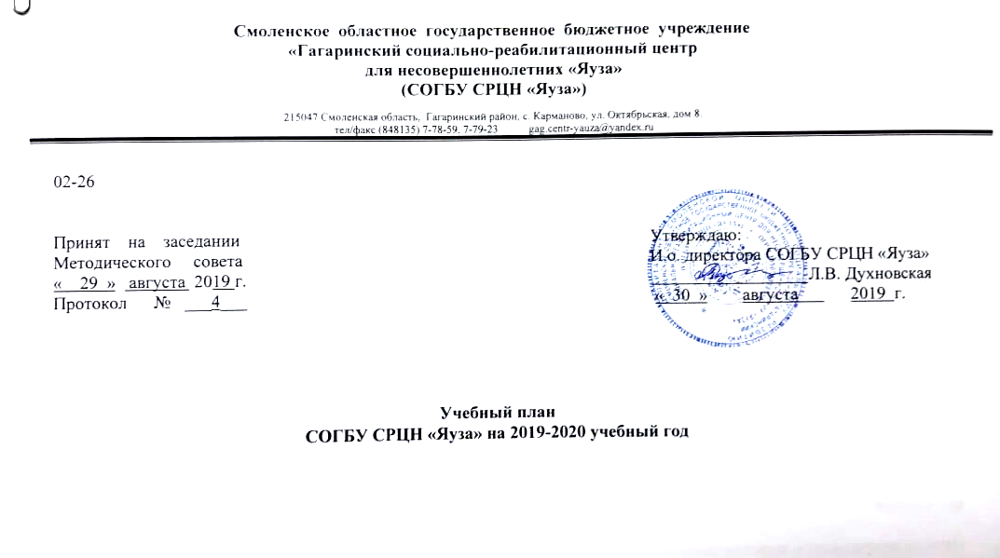 Смоленское областное государственное бюджетное учреждение
«Гагаринский социально-реабилитационный центр
для несовершеннолетних «Яуза»
(СОГБУ СРЦН «Яуза»)
215047 Смоленская область, Гагаринский район, с. Карманово, ул. Октябрьская, дом 8.
тел/факс (848135) 7-78-59, 7-79-23 gag.centr-yauza@yandex.ru
02-26
Принят на заседании
Методического совета
« 29 » августа 2019 г.
Протокол № 4
Утверждаю:
И.о. директора СОГБУ СРЦН «Яуза»
Л.В. Духновская
« 30 » августа 2019 г.
Учебный план
СОГБУ СРЦН «Яуза» на 2019-2020 учебный год